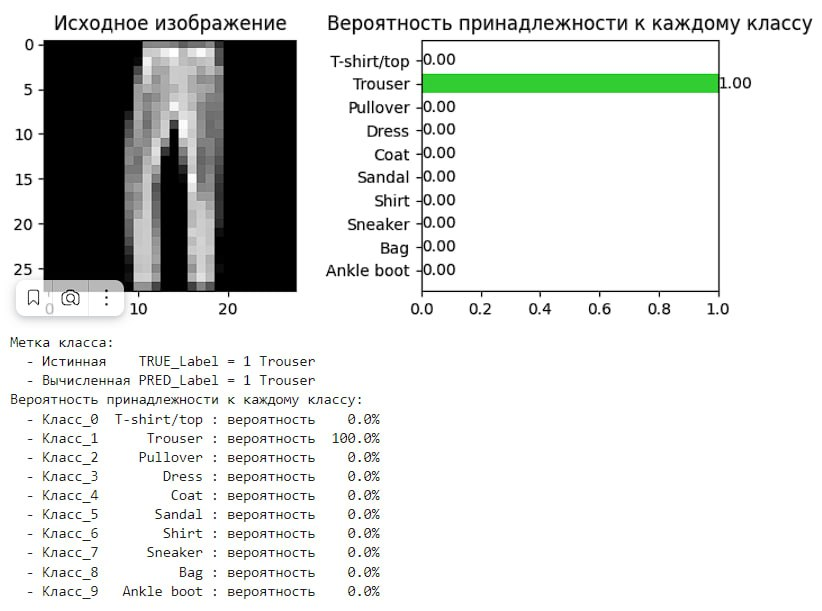 Исходное изображение
Вероятность принадлежности к каждому классу
0
5
10
15
20
25
0
10
20
T-shirt/top 0.00
Trouser 1.00
Pullover 0.00
Dress 0.00
Coat 0.00
Sandal 0.00
Shirt 0.00
Sneaker 0.00
Bag 0.00
Ankle boot 0.00
0.0 0.2 0.4 0.6 0.8 1.0
Метка класса:
- Истинная TRUE_Label = 1 Trouser
- Вычисленная PRED_Label = 1 Trouser
Вероятность принадлежности к каждому классу:
- Класс_0 T-shirt/top : вероятность 0.0%
- Класс_1 Trouser : вероятность 100.0%
- Класс_2 Pullover : вероятность 0.0%
- Класс_3 Dress : вероятность 0.0%
- Класс_4 Coat : вероятность 0.0%
- Класс_5 Sandal : вероятность 0.0%
- Класс_6 Shirt : вероятность 0.0%
- Класс_7 Sneaker : вероятность 0.0%
- Класс_8 Bag : вероятность 0.0%
- Класс_9 Ankle boot : вероятность 0.0%